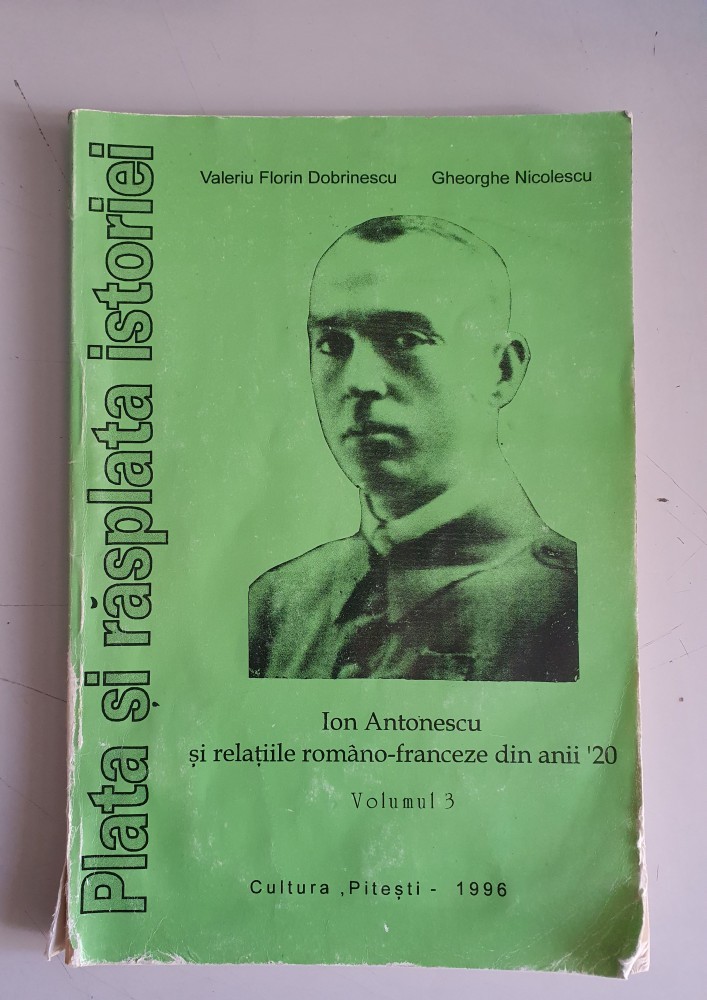 Valeriu Florin Dobrinescu Gheorghe Nicolescu
Plata și răsplata istoriei
Ion Antonescu
și relațiile româno-franceze din anii '20
Volumul 3
Cultura ,Pitești - 1996